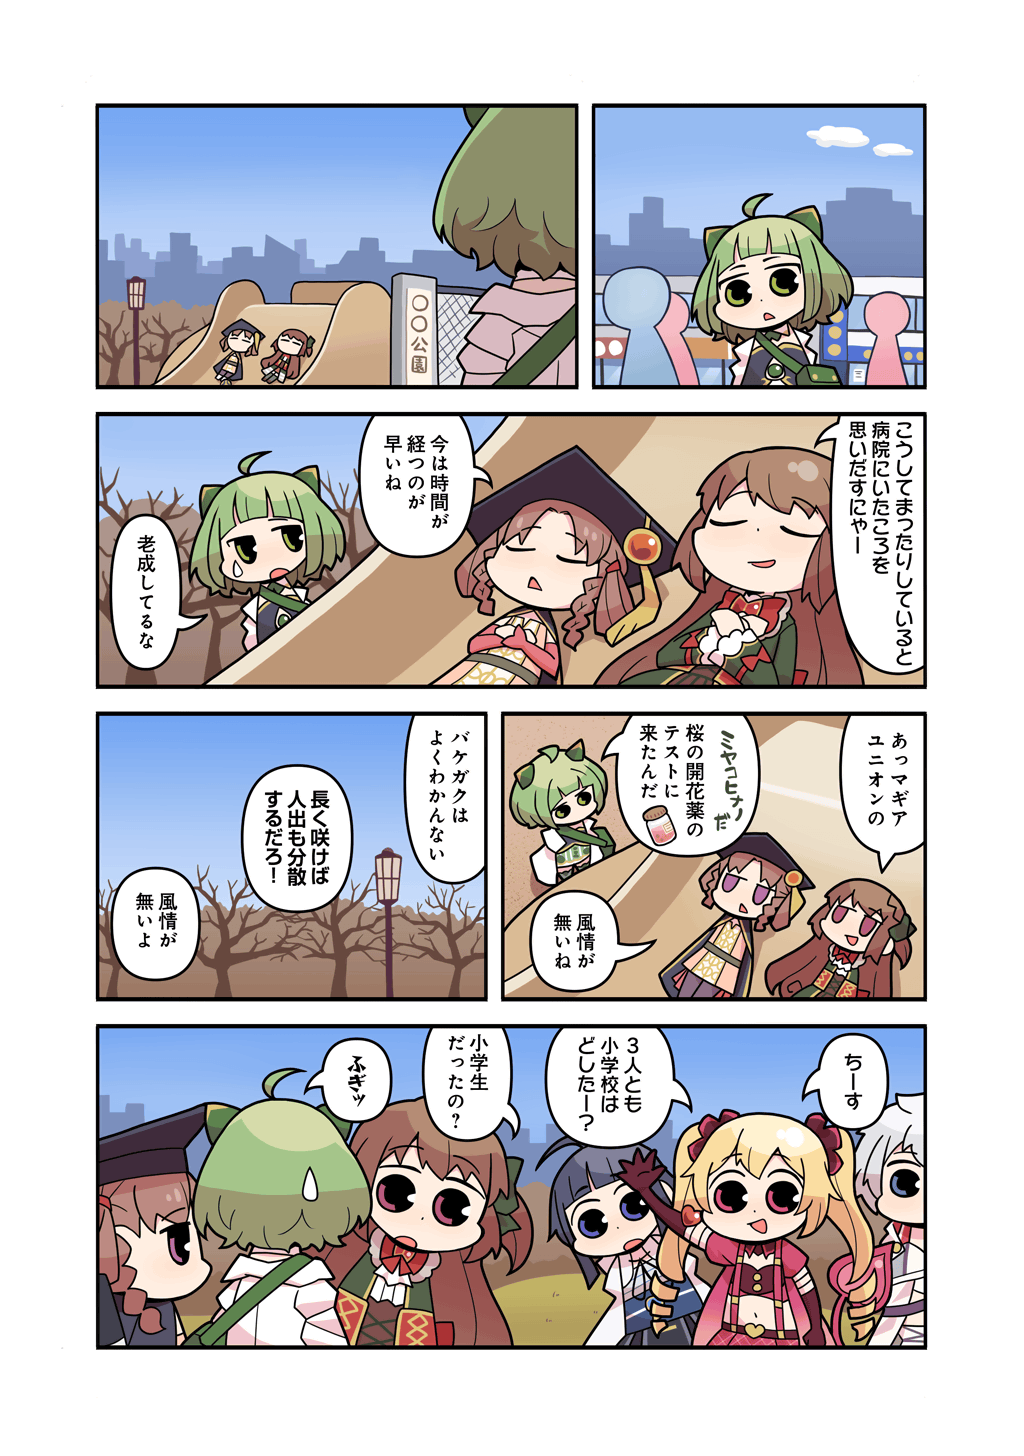 〇〇公園
こうしてまったりしていると
病院にいたころを
思いだすにゃー
今は時間が
経つのが
早いね
老成してるな
あっマギア
ユニオンの
ミヤコヒナノだ
桜の開花薬の
テストに
来たんだ
風情が
無いね
バケガクは
よくわかんない
長く咲けば
人出も分散
するだろ！
風情が
無いよ
ちーす
3人とも
小学校は
どしたー？
小学生
だったの？
ふぎッ